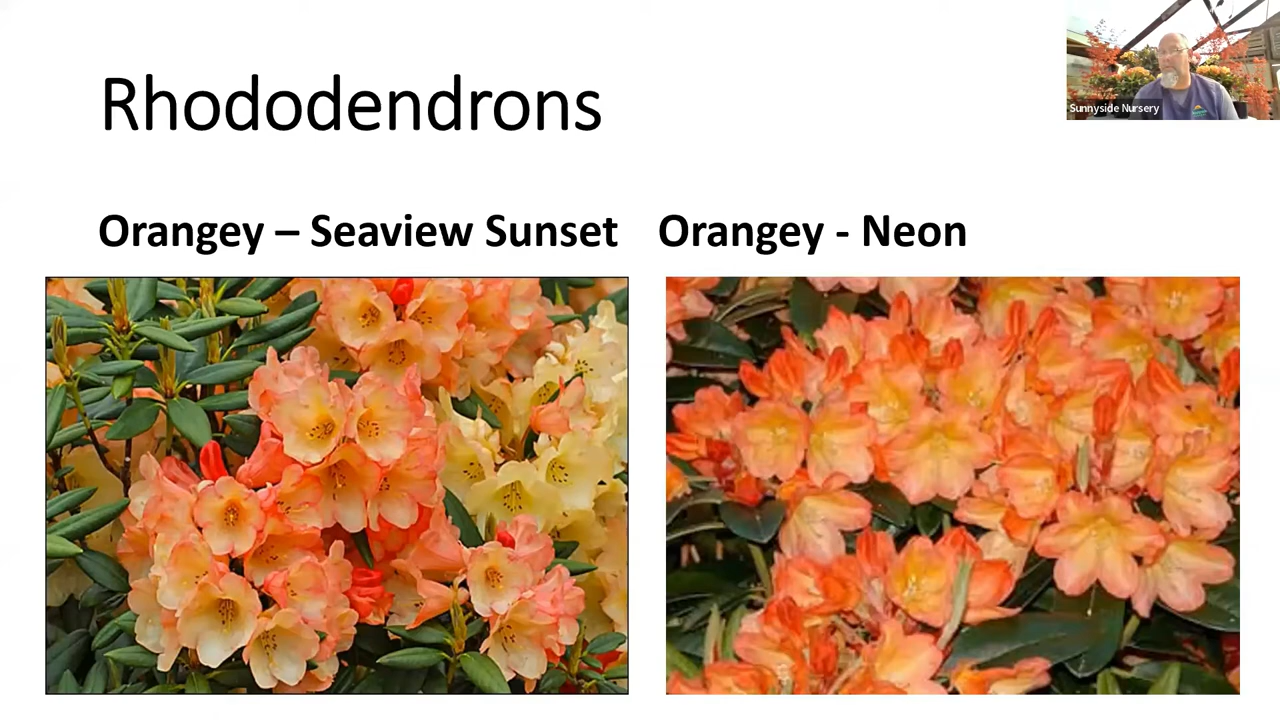 Rhododendrons
Sunnyside Nursery
Orangey – Seaview Sunset
Orangey - Neon